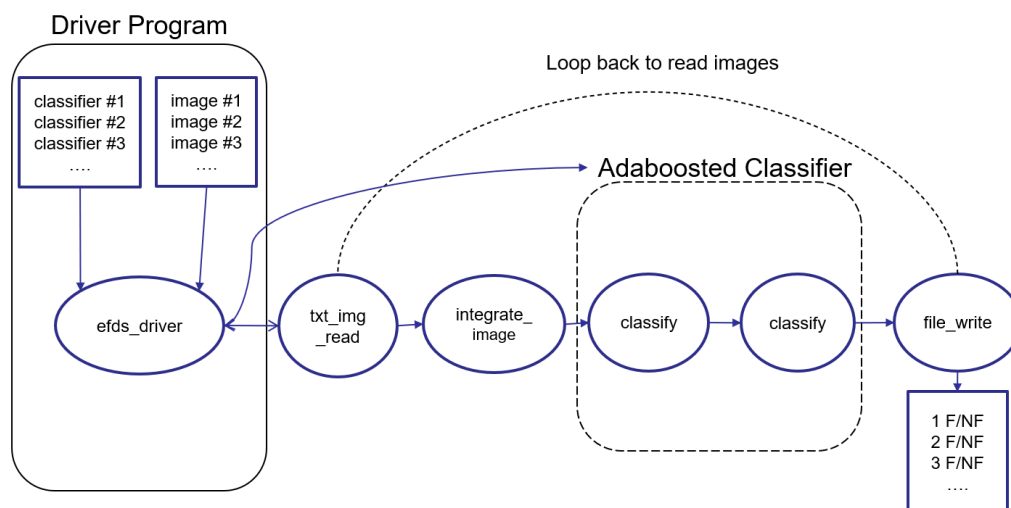 Driver Program
classifier #1
classifier #2
classifier #3
....
image #1
image #2
image #3
....
Loop back to read images
Adaboosted Classifier
efds_driver
txt_img
_read
integrate_
image
classify
classify
file_write
1 F/NF
2 F/NF
3 F/NF
....